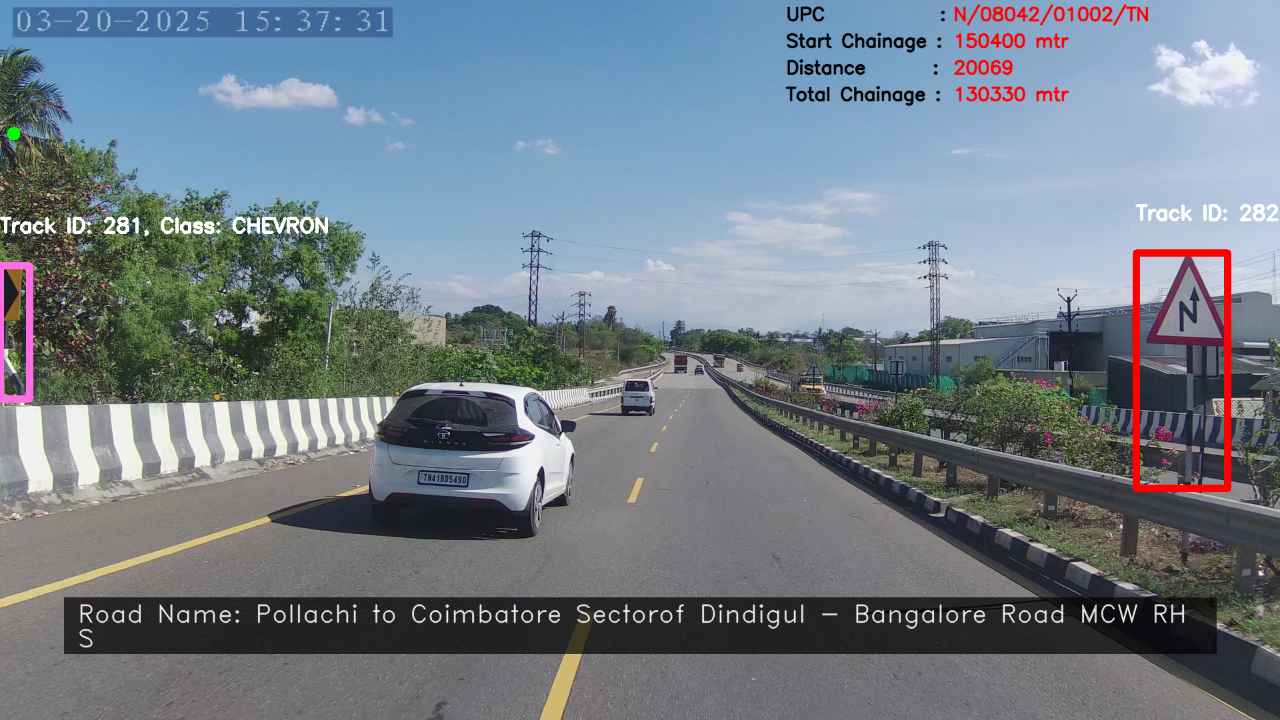 03-20-2025 15:37:31
UPC : N/08042/01002/TN
Start Chainage : 150400 mtr
Distance : 20069
Total Chainage : 130330 mtr
Track ID: 281, Class: CHEVRON
Track ID: 282
TN41BD5490
Road Name: Pollachi to Coimbatore Sectorof Dindigul - Bangalore Road MCW RH
S